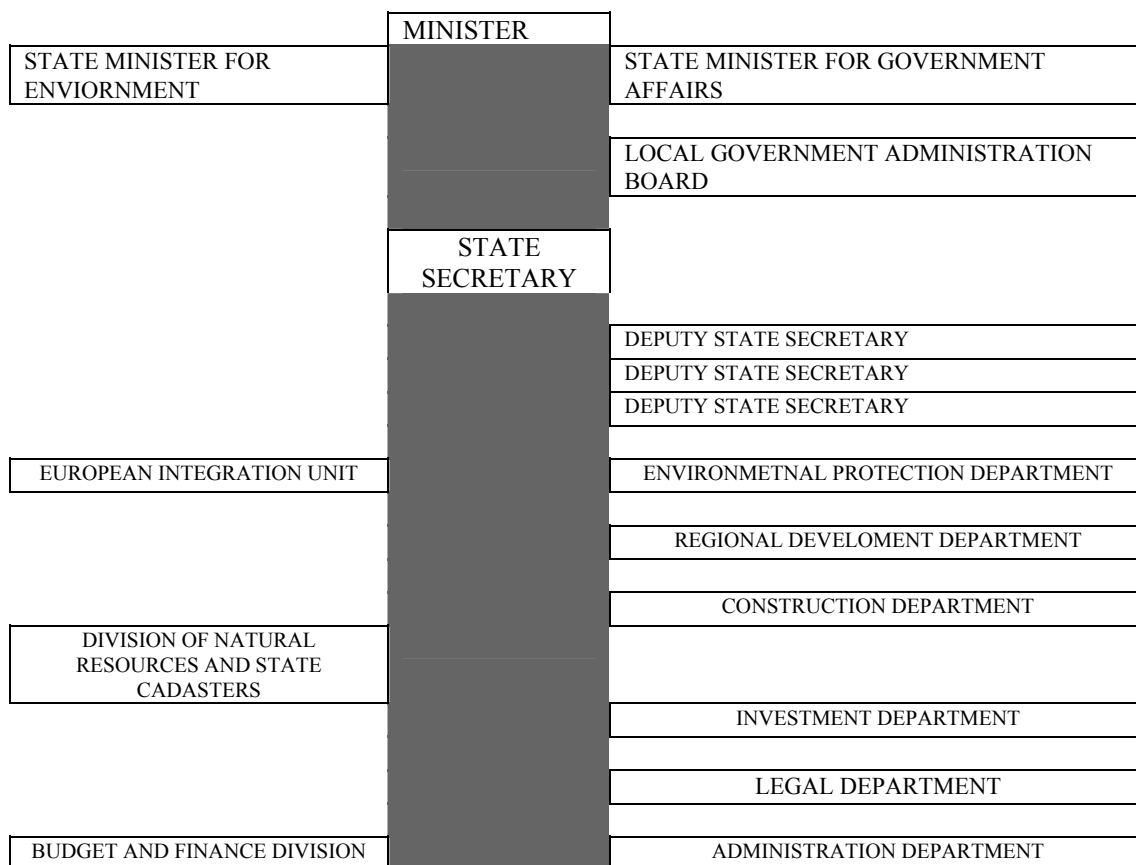 MINISTER
STATE MINISTER FOR
ENVIORNMENT
STATE MINISTER FOR GOVERNMENT
AFFAIRS
LOCAL GOVERNMENT ADMINISTRATION
BOARD
STATE
SECRETARY
DEPUTY STATE SECRETARY
DEPUTY STATE SECRETARY
DEPUTY STATE SECRETARY
EUROPEAN INTEGRATION UNIT
ENVIRONMETNAL PROTECTION DEPARTMENT
REGIONAL DEVELOMENT DEPARTMENT
CONSTRUCTION DEPARTMENT
DIVISION OF NATURAL
RESOURCES AND STATE
CADASTERS
INVESTMENT DEPARTMENT
LEGAL DEPARTMENT
BUDGET AND FINANCE DIVISION
ADMINISTRATION DEPARTMENT